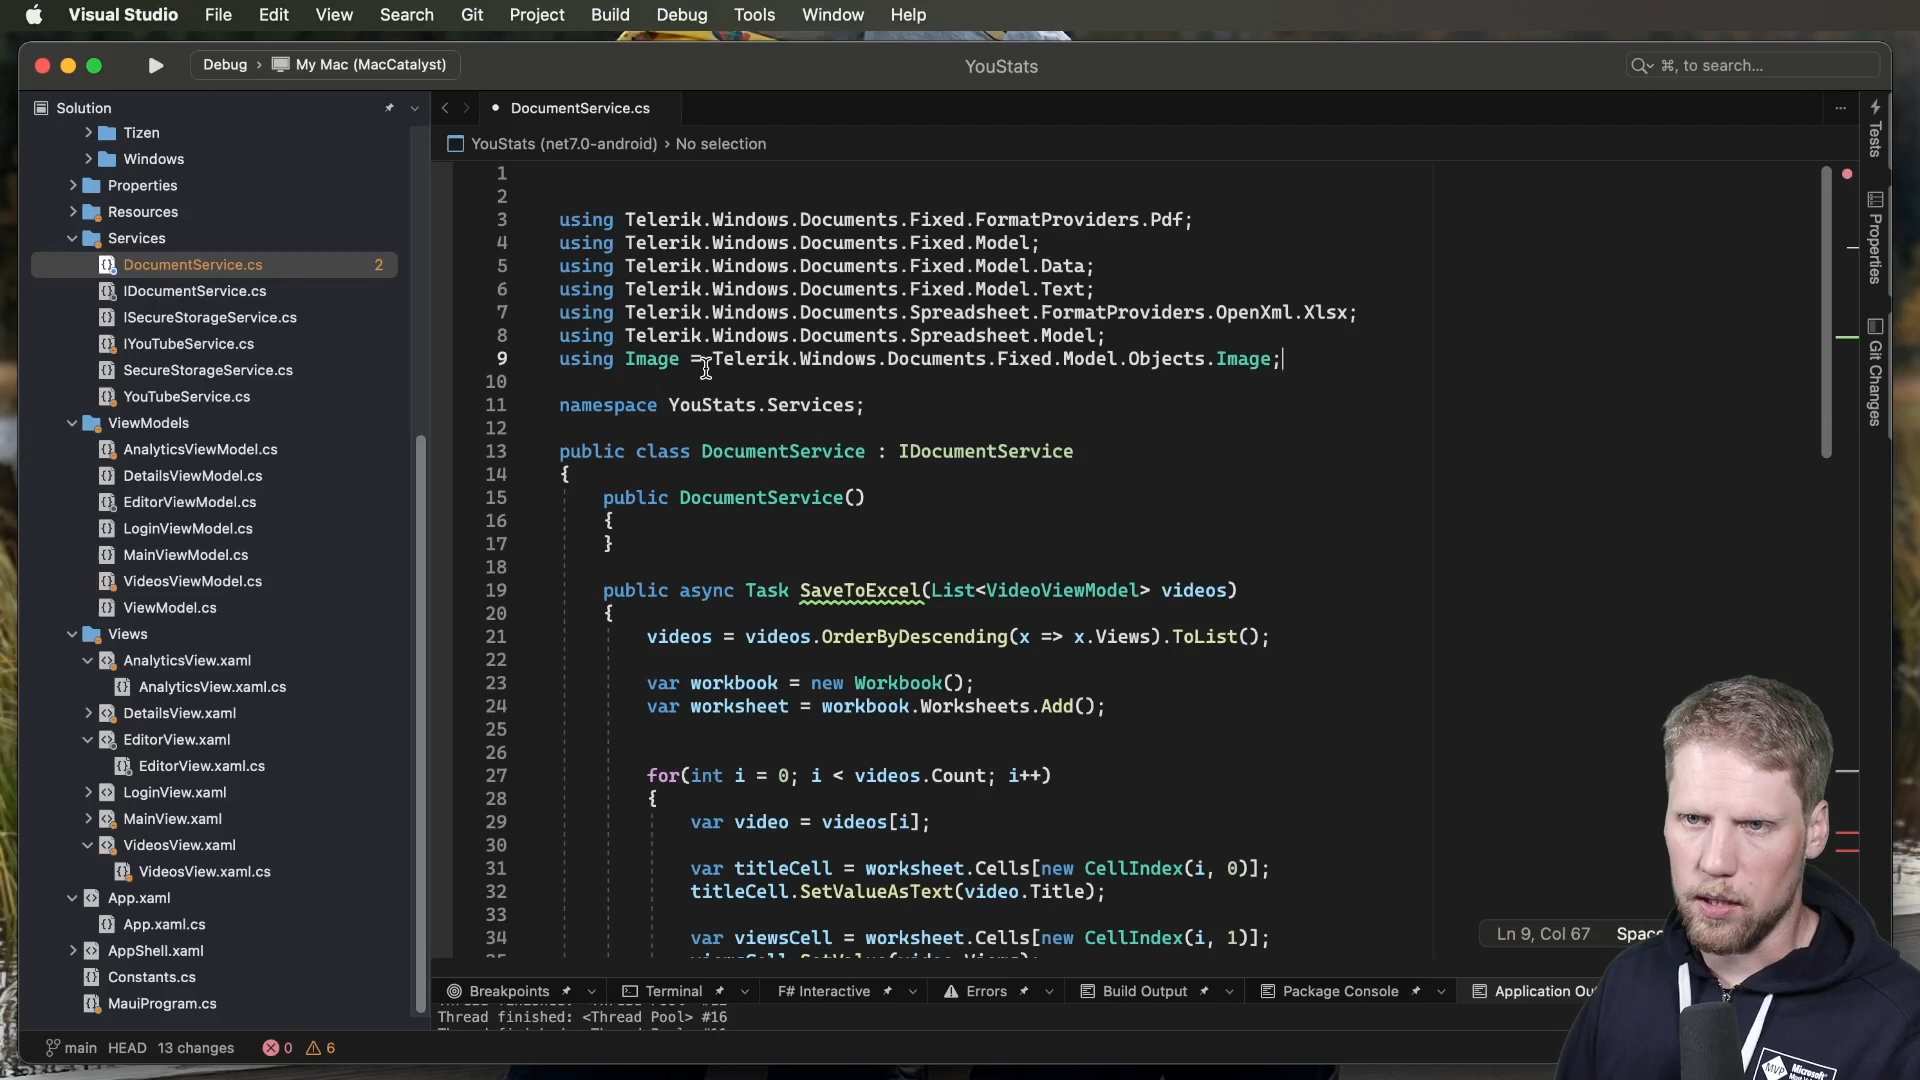 Visual Studio File Edit View Search Git Project Build Debug Tools Window Help
Debug › My Mac (MacCatalyst)
YouStats
⌘, to search...
Solution
Tizen
Windows
Properties
Resources
Services
DocumentService.cs 2
IDocumentService.cs
ISecureStorageService.cs
IYouTubeService.cs
SecureStorageService.cs
YouTubeService.cs
ViewModels
AnalyticsViewModel.cs
DetailsViewModel.cs
EditorViewModel.cs
LoginViewModel.cs
MainViewModel.cs
VideosViewModel.cs
ViewModel.cs
Views
AnalyticsView.xaml
AnalyticsView.xaml.cs
DetailsView.xaml
EditorView.xaml
EditorView.xaml.cs
LoginView.xaml
MainView.xaml
VideosView.xaml
VideosView.xaml.cs
App.xaml
App.xaml.cs
AppShell.xaml
Constants.cs
MauiProgram.cs
DocumentService.cs
YouStats (net7.0-android) › No selection
1
2
3 using Telerik.Windows.Documents.Fixed.FormatProviders.Pdf;
4 using Telerik.Windows.Documents.Fixed.Model;
5 using Telerik.Windows.Documents.Fixed.Model.Data;
6 using Telerik.Windows.Documents.Fixed.Model.Text;
7 using Telerik.Windows.Documents.Spreadsheet.FormatProviders.OpenXml.Xlsx;
8 using Telerik.Windows.Documents.Spreadsheet.Model;
9 using Image = Telerik.Windows.Documents.Fixed.Model.Objects.Image;
10
11 namespace YouStats.Services;
12
13 public class DocumentService : IDocumentService
14 {
15 public DocumentService()
16 {
17 }
18
19 public async Task SaveToExcel(List<VideoViewModel> videos)
20 {
21 videos = videos.OrderByDescending(x => x.Views).ToList();
22
23 var workbook = new Workbook();
24 var worksheet = workbook.Worksheets.Add();
25
26
27 for(int i = 0; i < videos.Count; i++)
28 {
29 var video = videos[i];
30
31 var titleCell = worksheet.Cells[new CellIndex(i, 0)];
32 titleCell.SetValueAsText(video.Title);
33
34 var viewsCell = worksheet.Cells[new CellIndex(i, 1)];
Tests
Properties
Git Changes
Ln 9, Col 67
Breakpoints Terminal F# Interactive Errors Build Output Package Console Application
Thread finished: <Thread Pool> #16
main HEAD 13 changes 0 6
MVP Microsoft